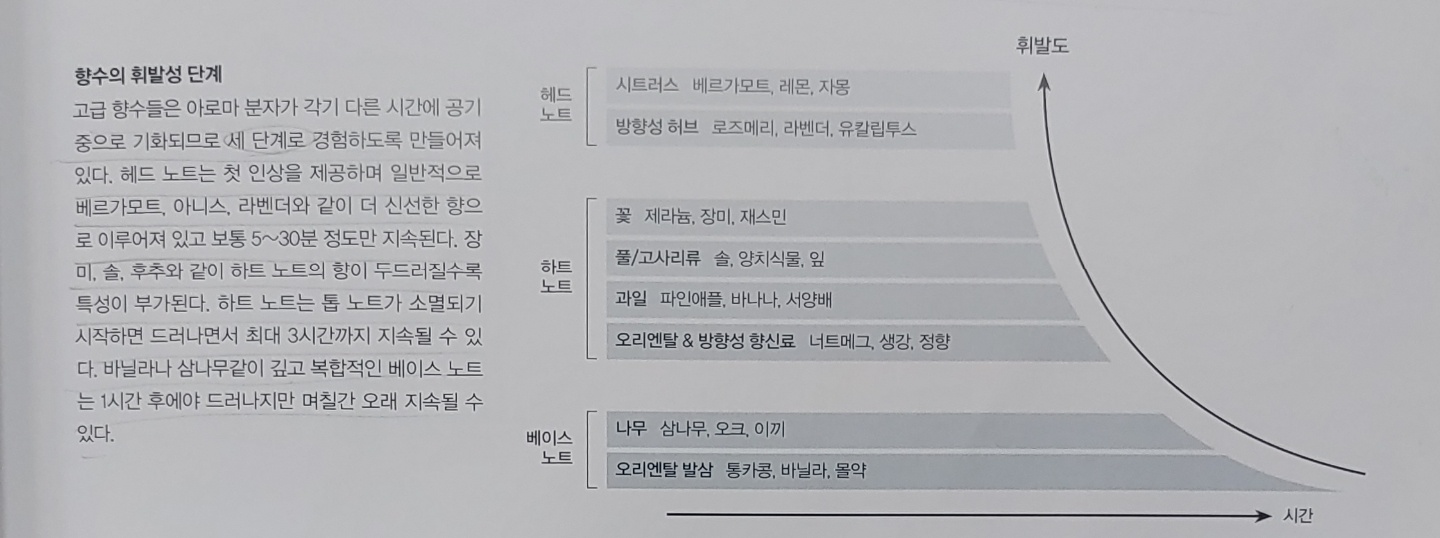 향수의 휘발성 단계
고급 향수들은 아로마 분자가 각기 다른 시간에 공기
중으로 기화되므로 세 단계로 경험하도록 만들어져
있다. 헤드 노트는 첫 인상을 제공하며 일반적으로
베르가모트, 아니스, 라벤더와 같이 더 신선한 향으
로 이루어져 있고 보통 5~30분 정도만 지속된다. 장
미, 솔, 후추와 같이 하트 노트의 향이 두드러질수록
특성이 부가된다. 하트 노트는 톱 노트가 소멸되기
시작하면 드러나면서 최대 3시간까지 지속될 수 있
다. 바닐라나 삼나무같이 깊고 복합적인 베이스 노트
는 1시간 후에야 드러나지만 며칠간 오래 지속될 수
있다.
휘발도
헤드
노트
시트러스 베르가모트, 레몬, 자몽
방향성 허브 로즈메리, 라벤더, 유칼립투스
하트
노트
꽃 제라늄, 장미, 재스민
풀/고사리류 솔, 양치식물, 잎
과일 파인애플, 바나나, 서양배
오리엔탈 & 방향성 향신료 너트메그, 생강, 정향
베이스
노트
나무 삼나무, 오크, 이끼
오리엔탈 발삼 통카콩, 바닐라, 몰약
시간